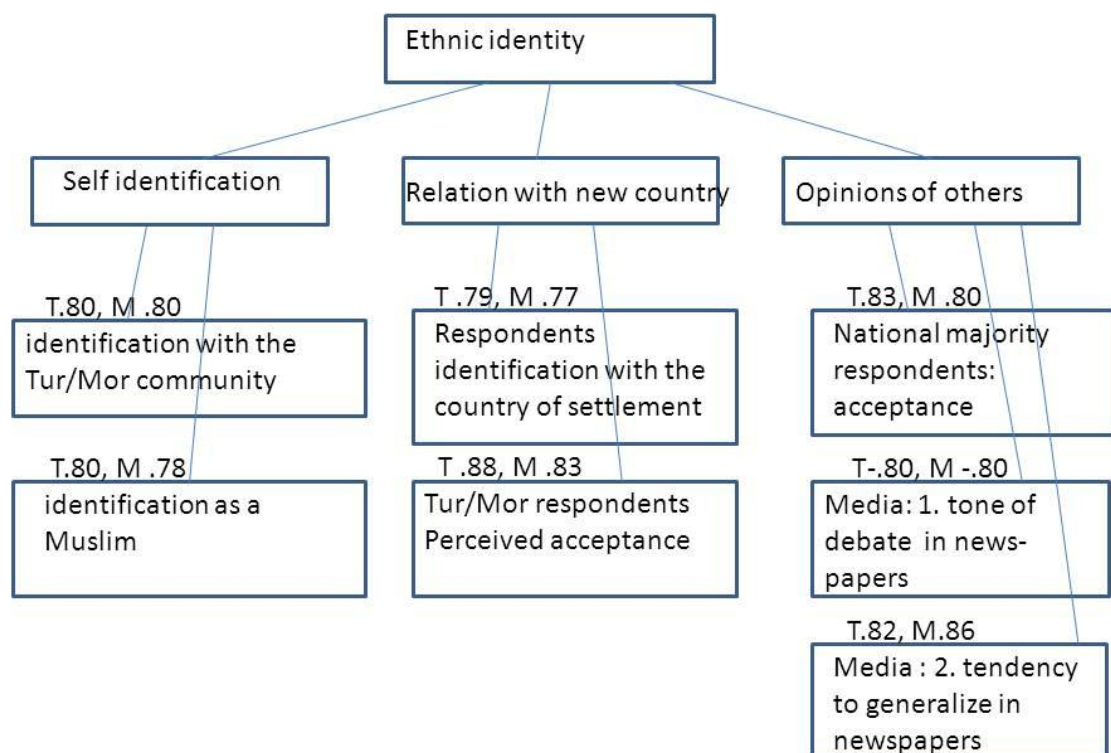 Ethnic identity
Self identification
Relation with new country
Opinions of others
T.80, M .80
identification with the
Tur/Mor community
T.80, M .78
identification as a
Muslim
T .79, M .77
Respondents
identification with the
country of settlement
T .88, M .83
Tur/Mor respondents
Perceived acceptance
T.83, M .80
National majority
respondents:
acceptance
T-.80, M -.80
Media: 1. tone of
debate in news-
papers
T.82, M.86
Media : 2. tendency
to generalize in
newspapers